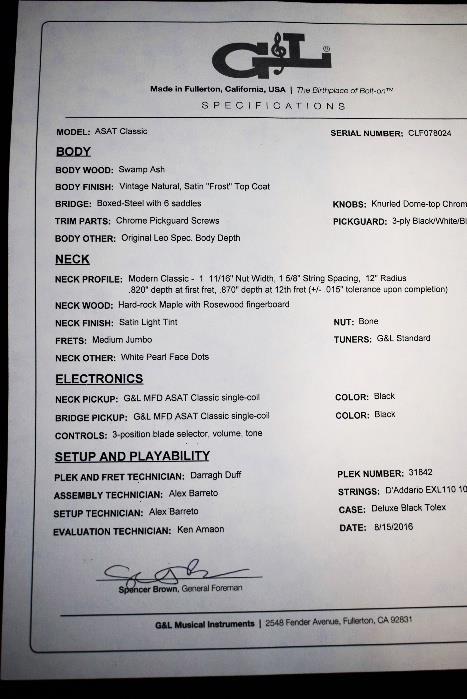 G&L®
Made in Fullerton, California, USA | The Birthplace of Bolt-on™
SPECIFICATIONS
MODEL: ASAT Classic SERIAL NUMBER: CLF078024
BODY
BODY WOOD: Swamp Ash
BODY FINISH: Vintage Natural, Satin "Frost" Top Coat
BRIDGE: Boxed-Steel with 6 saddles KNOBS: Knurled Dome-top Chrom
TRIM PARTS: Chrome Pickguard Screws PICKGUARD: 3-ply Black/White/Bl
BODY OTHER: Original Leo Spec. Body Depth
NECK
NECK PROFILE: Modern Classic - 1 11/16" Nut Width, 1 5/8" String Spacing, 12" Radius
.820" depth at first fret, .870" depth at 12th fret (+/- .015" tolerance upon completion)
NECK WOOD: Hard-rock Maple with Rosewood fingerboard
NECK FINISH: Satin Light Tint NUT: Bone
FRETS: Medium Jumbo TUNERS: G&L Standard
NECK OTHER: White Pearl Face Dots
ELECTRONICS
NECK PICKUP: G&L MFD ASAT Classic single-coil COLOR: Black
BRIDGE PICKUP: G&L MFD ASAT Classic single-coil COLOR: Black
CONTROLS: 3-position blade selector, volume, tone
SETUP AND PLAYABILITY
PLEK AND FRET TECHNICIAN: Darragh Duff PLEK NUMBER: 31842
ASSEMBLY TECHNICIAN: Alex Barreto STRINGS: D'Addario EXL110 10
SETUP TECHNICIAN: Alex Barreto CASE: Deluxe Black Tolex
EVALUATION TECHNICIAN: Ken Amaon DATE: 8/15/2016
Spencer Brown, General Foreman
G&L Musical Instruments | 2548 Fender Avenue, Fullerton, CA 92831